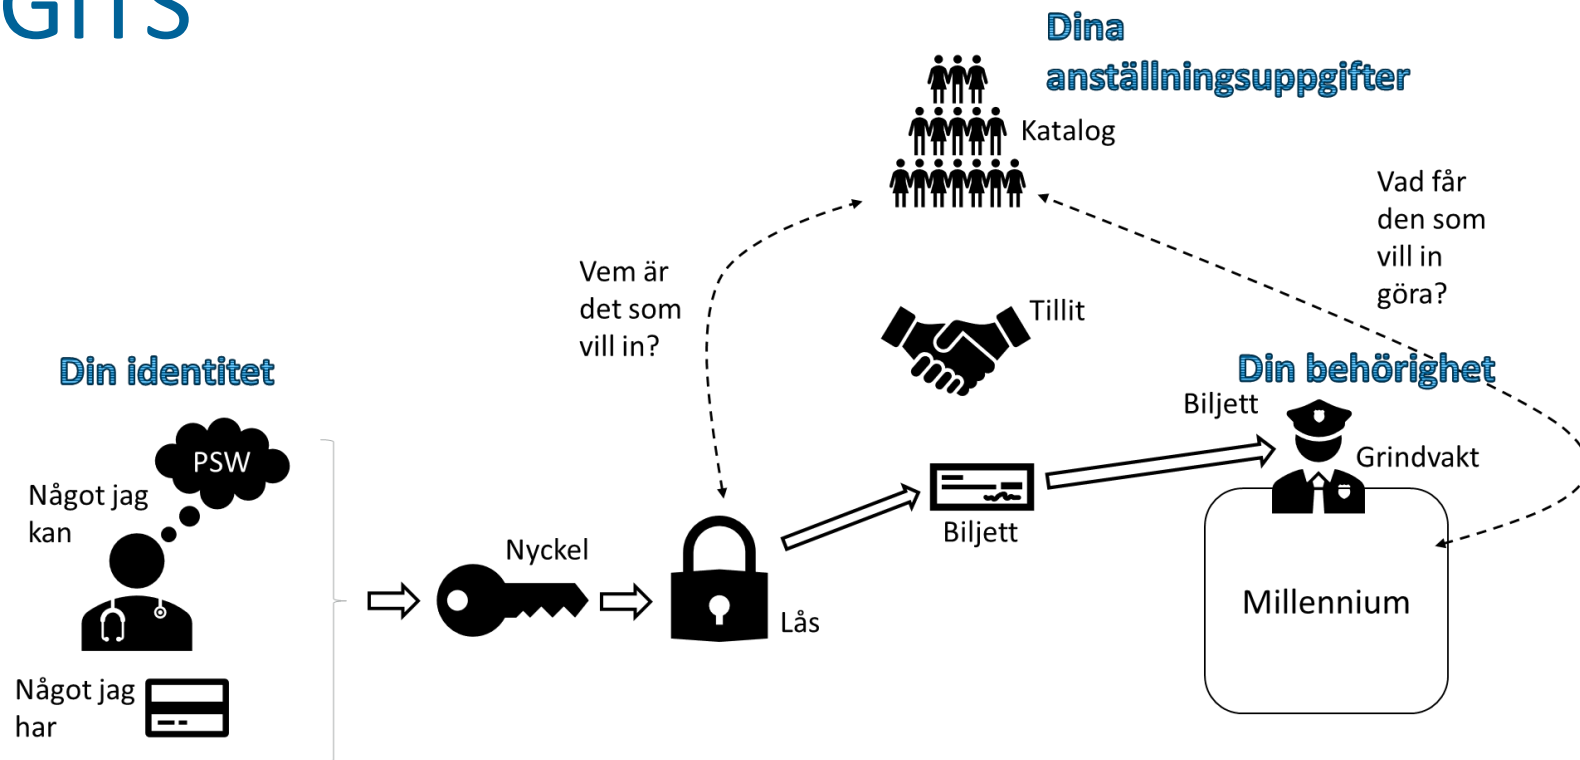 GITS
Dina
anställningsuppgifter
Katalog
Vad får
den som
vill in
göra?
Vem är
det som
vill in?
Tillit
Din identitet
Din behörighet
Biljett
PSW
Grindvakt
Något jag
kan
Nyckel
Biljett
Lås
Millennium
Något jag
har